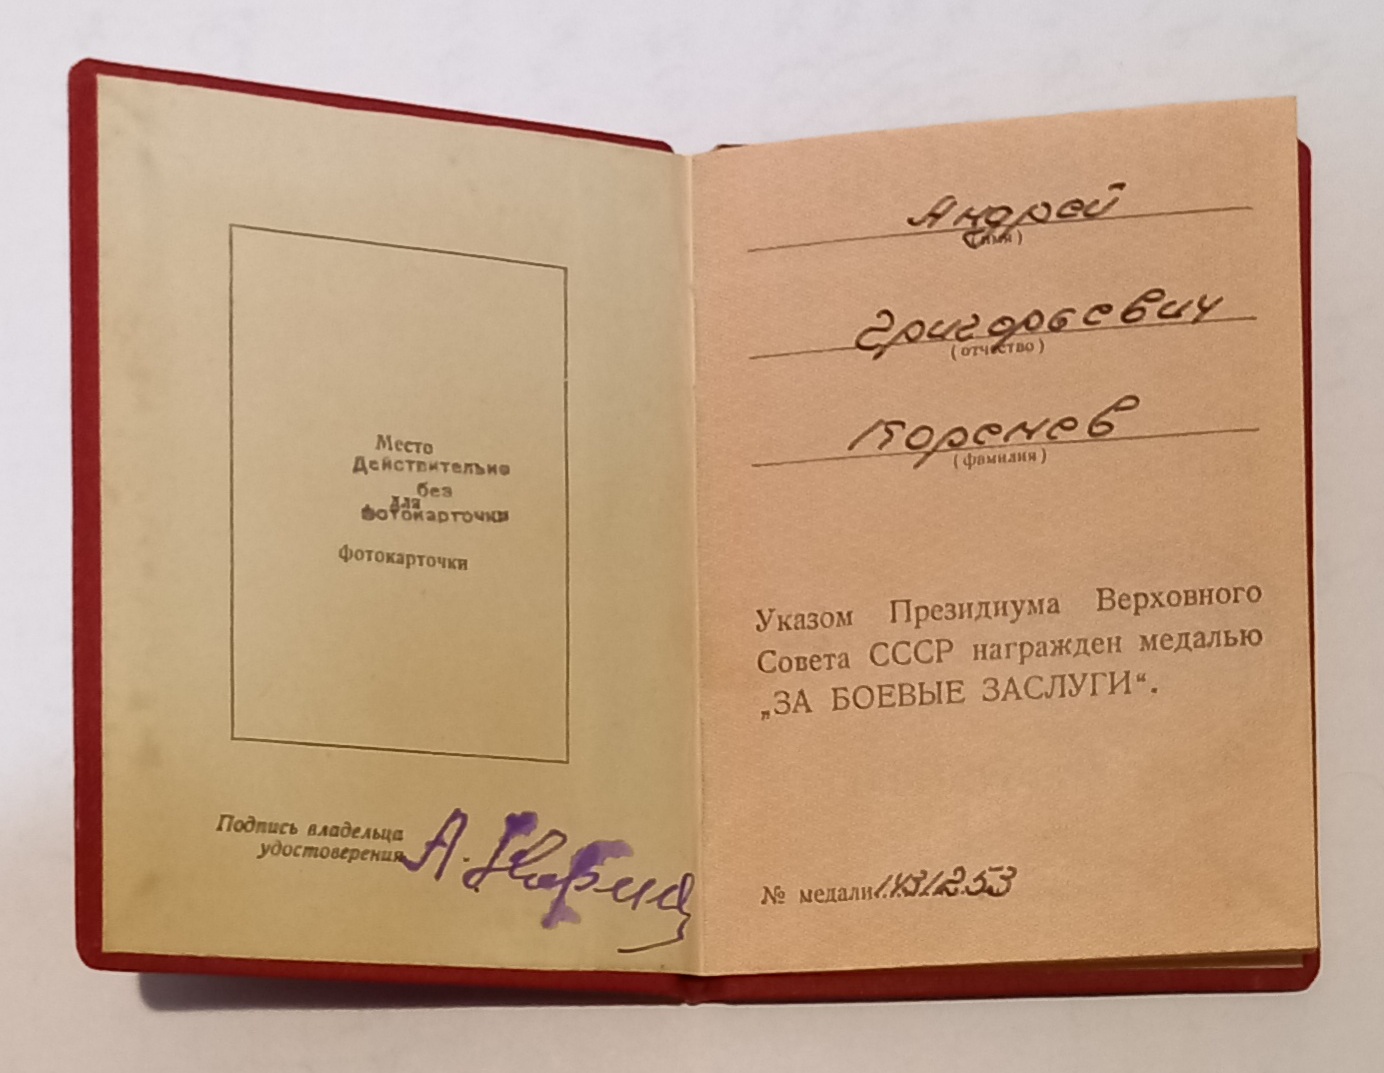 Место
Действительно
без
для
фотокарточки
фотокарточки
Подпись владельца
удостоверения
А.
Андрей
(имя)
Григорьевич
(отчество)
Коренев
(фамилия)
Указом Президиума Верховного
Совета СССР награжден медалью
„ЗА БОЕВЫЕ ЗАСЛУГИ“.
№ медали